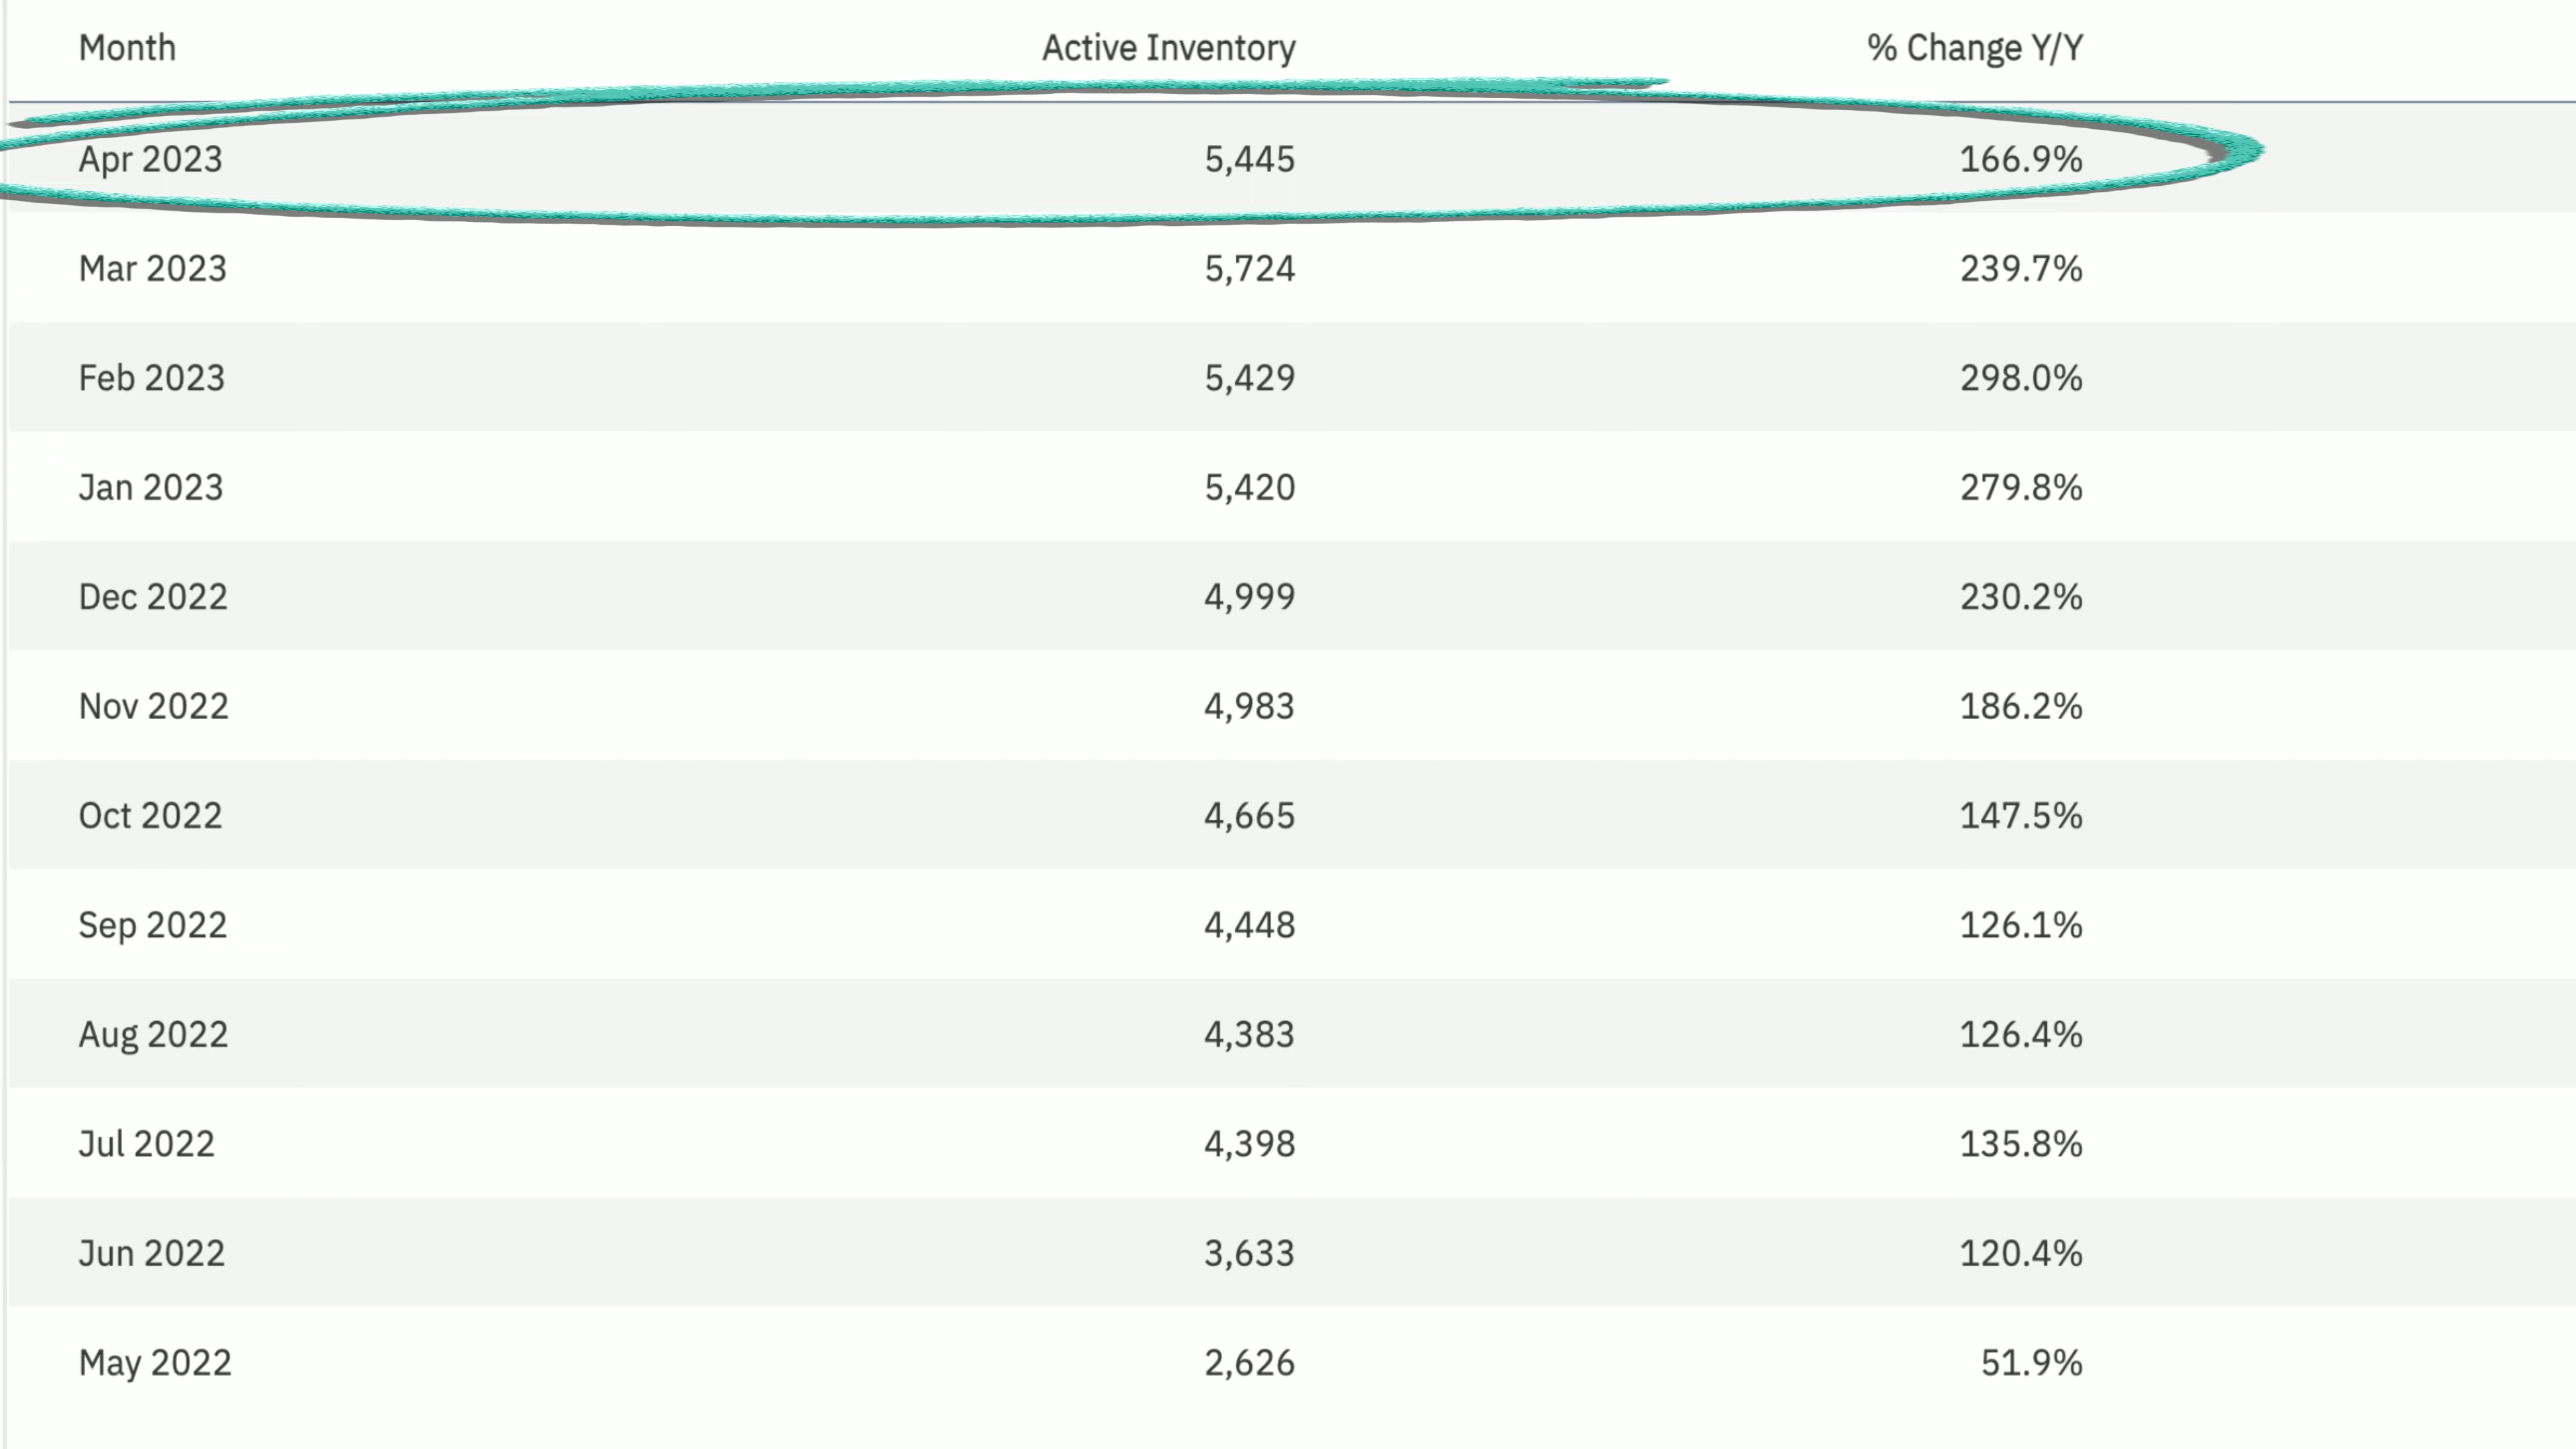 Month Active Inventory % Change Y/Y
Apr 2023 5,445 166.9%
Mar 2023 5,724 239.7%
Feb 2023 5,429 298.0%
Jan 2023 5,420 279.8%
Dec 2022 4,999 230.2%
Nov 2022 4,983 186.2%
Oct 2022 4,665 147.5%
Sep 2022 4,448 126.1%
Aug 2022 4,383 126.4%
Jul 2022 4,398 135.8%
Jun 2022 3,633 120.4%
May 2022 2,626 51.9%